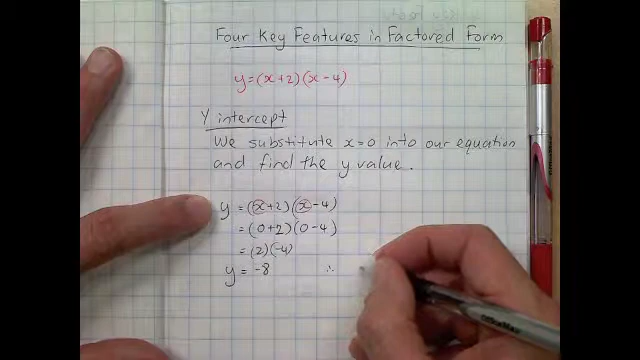 Four Key Features in Factored Form
y=(x+2)(x-4)
Y intercept
We substitute x=0 into our equation
and find the y value.
y =(x+2)(x-4)
=(0+2)(0-4)
=(2)(-4)
y = -8 ∴
OfficeMax